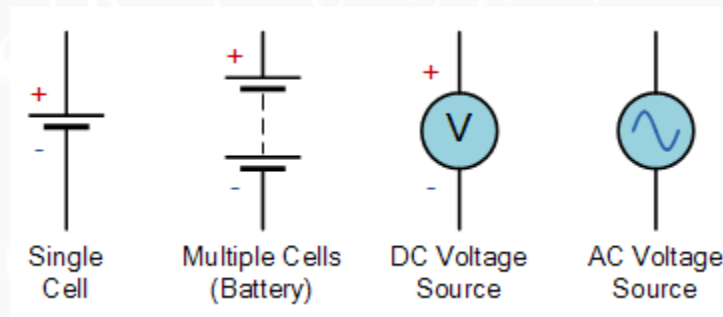 +
-
Single
Cell
+
-
Multiple Cells
(Battery)
+
V
-
DC Voltage
Source
AC Voltage
Source